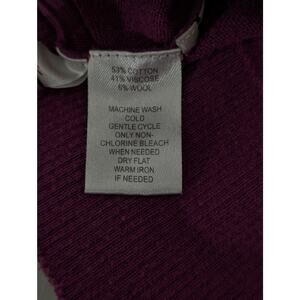 53% COTTON
41% VISCOSE
6% WOOL
MACHINE WASH
COLD
GENTLE CYCLE
ONLY NON-
CHLORINE BLEACH
WHEN NEEDED
DRY FLAT
WARM IRON
IF NEEDED